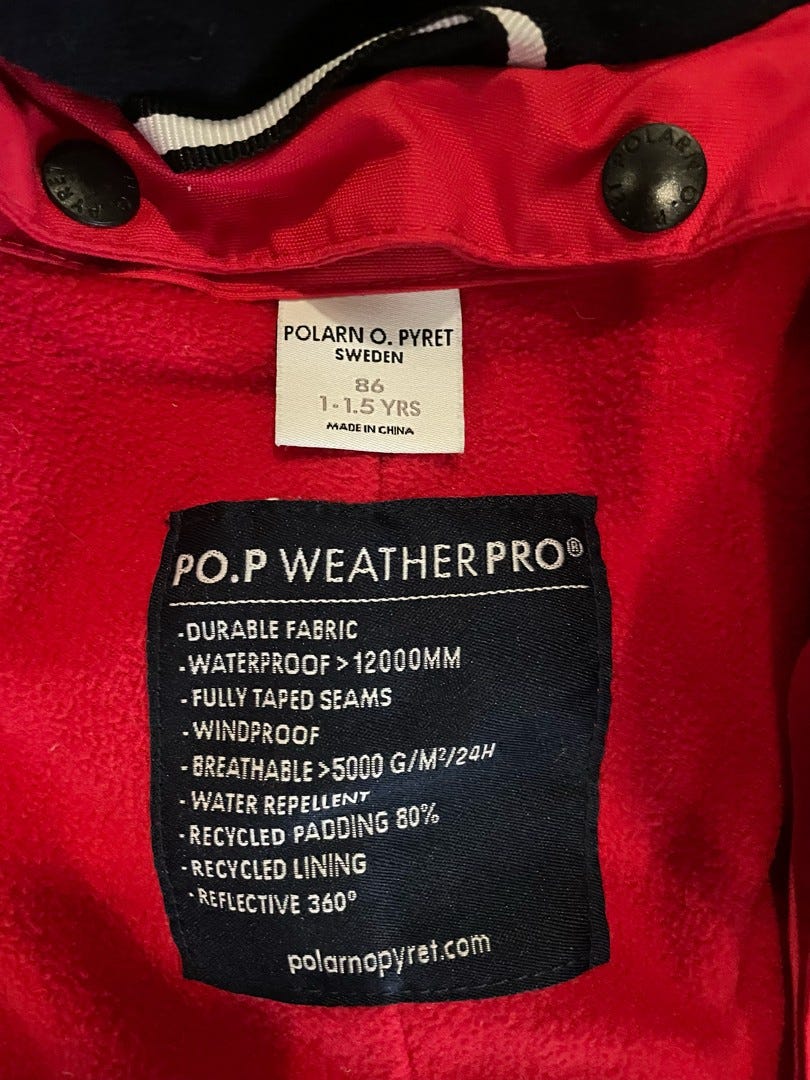 POLARN O.
POLARN O. PYRET
SWEDEN
86
1-1.5 YRS
MADE IN CHINA
PO.P WEATHERPRO®
-DURABLE FABRIC
-WATERPROOF >12000MM
-FULLY TAPED SEAMS
-WINDPROOF
-BREATHABLE >5000 G/M²/24H
-WATER REPELLENT
-RECYCLED PADDING 80%
-RECYCLED LINING
-REFLECTIVE 360°
polarnopyret.com